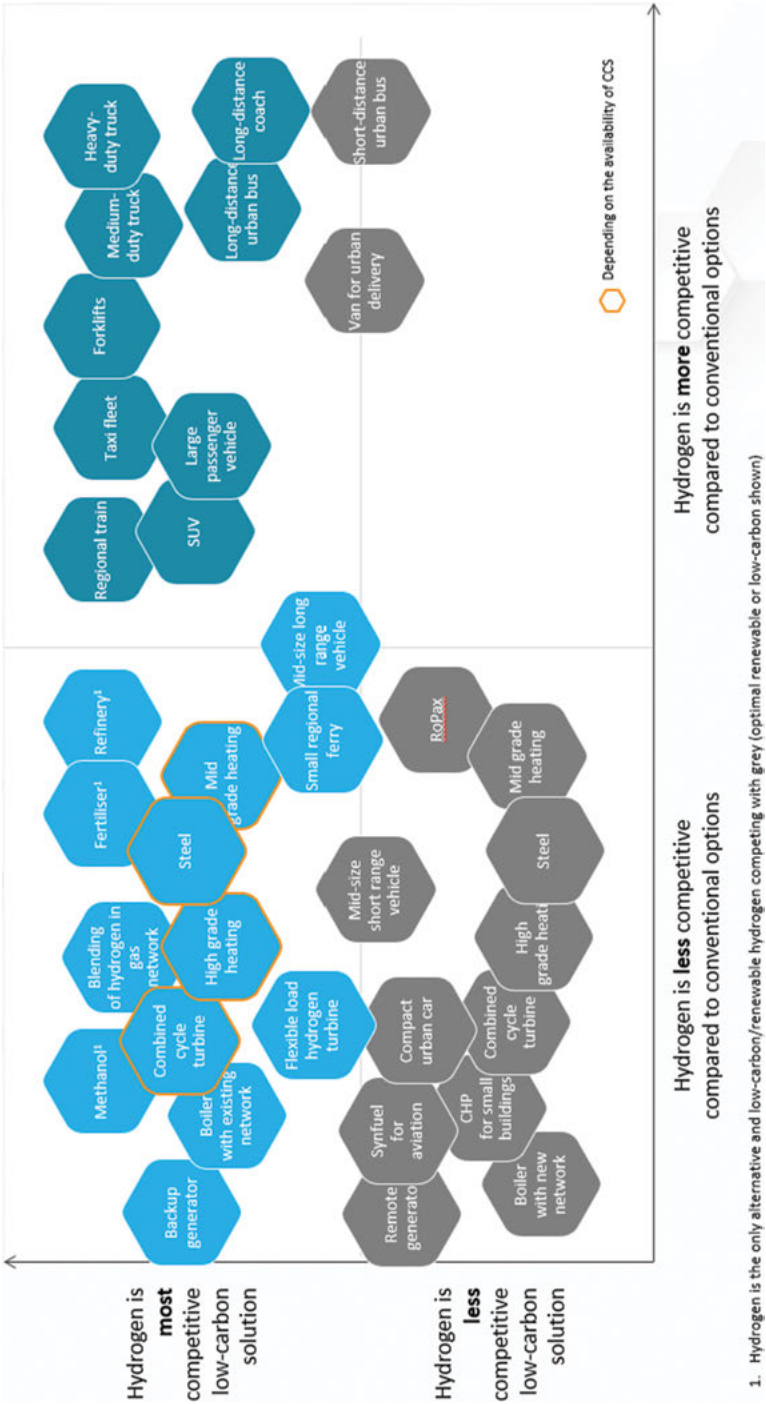 Hydrogen is
most
competitive
low-carbon
solution
Hydrogen is
less
competitive
low-carbon
solution
Backup
generator
Methanol¹
Boiler
with existing
network
Combined
cycle
turbine
Blending
of hydrogen in
gas
network
High grade
heating
Flexible load
hydrogen
turbine
Fertiliser¹
Refinery¹
Steel
Mid
grade heating
Small regional
ferry
Mid-size long
range
vehicle
Regional train
SUV
Taxi fleet
Large
passenger
vehicle
Forklifts
Medium-
duty truck
Heavy-
duty truck
Long-distance
urban bus
Long-distance
coach
Van for urban
delivery
Short-distance
urban bus
Remote
generato
Synfuel
for
aviation
Compact
urban car
Mid-size
short range
vehicle
RoPax
Boiler
with new
network
CHP
for small
buildings
Combined
cycle
turbine
High
grade heati
Steel
Mid grade
heating
Depending on the availability of CCS
Hydrogen is less competitive
compared to conventional options
Hydrogen is more competitive
compared to conventional options
1. Hydrogen is the only alternative and low-carbon/renewable hydrogen competing with grey (optimal renewable or low-carbon shown)